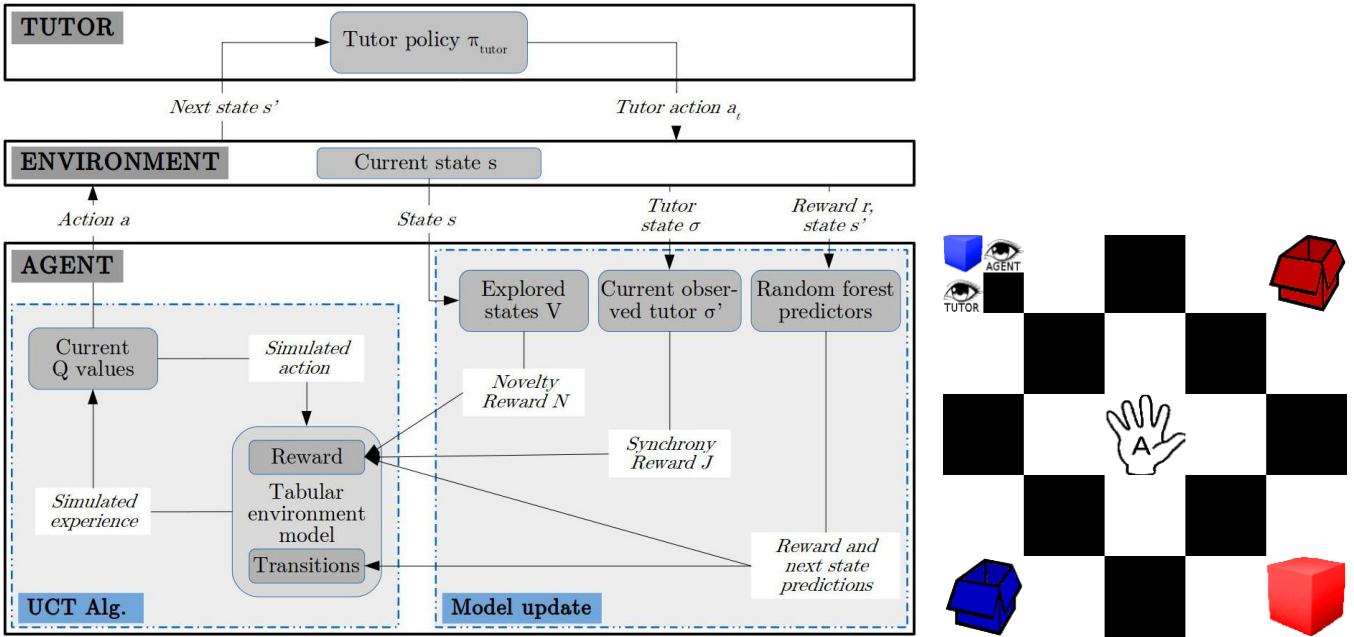 TUTOR
Tutor policy π_tutor
Next state s’
Tutor action a_t
ENVIRONMENT
Current state s
Action a
State s
Tutor
state σ
Reward r,
state s’
AGENT
Explored
states V
Current obser-
ved tutor σ’
Random forest
predictors
Current
Q values
Simulated
action
Novelty
Reward N
Reward
Synchrony
Reward J
Simulated
experience
Tabular
environment
model
Transitions
Reward and
next state
predictions
UCT Alg.
Model update
AGENT
TUTOR
A